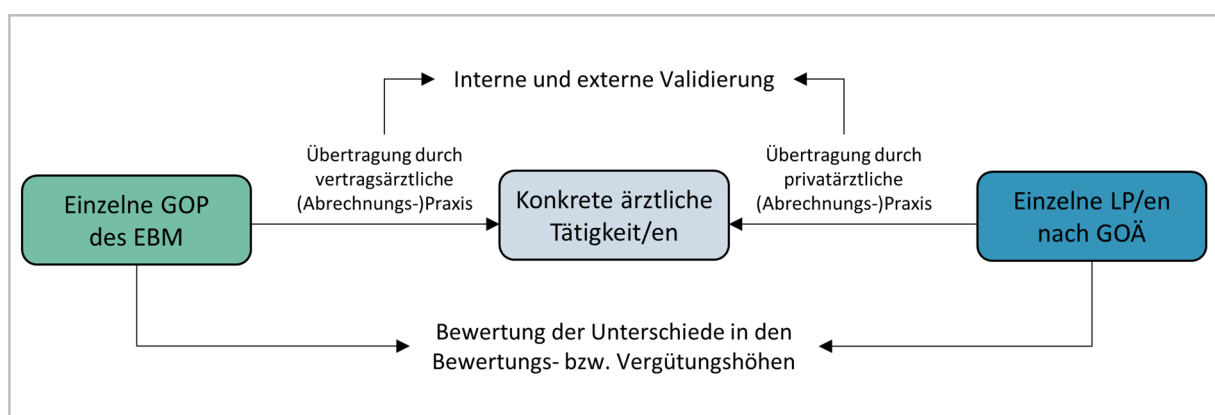 Interne und externe Validierung
Übertragung durch
vertragsärztliche
(Abrechnungs-)Praxis
Übertragung durch
privatärztliche
(Abrechnungs-)Praxis
Einzelne GOP
des EBM
Konkrete ärztliche
Tätigkeit/en
Einzelne LP/en
nach GOÄ
Bewertung der Unterschiede in den
Bewertungs- bzw. Vergütungshöhen